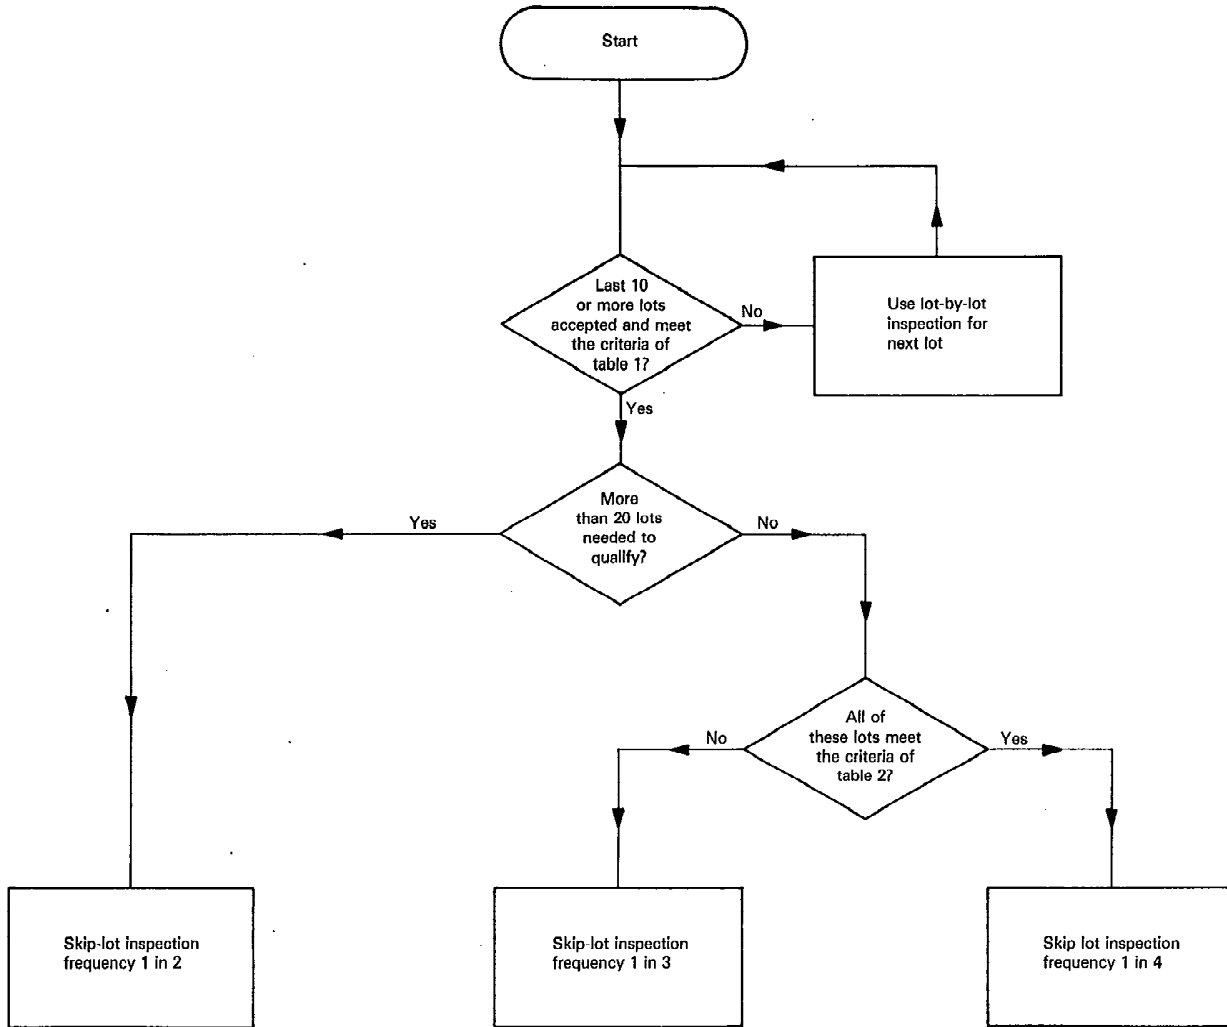 Start
Last 10
or more lots
accepted and meet
the criteria of
table 1?
No
Use lot-by-lot
inspection for
next lot
Yes
More
than 20 lots
needed to
qualify?
Yes
No
All of
these lots meet
the criteria of
table 2?
No
Yes
Skip-lot inspection
frequency 1 in 2
Skip-lot inspection
frequency 1 in 3
Skip lot inspection
frequency 1 in 4